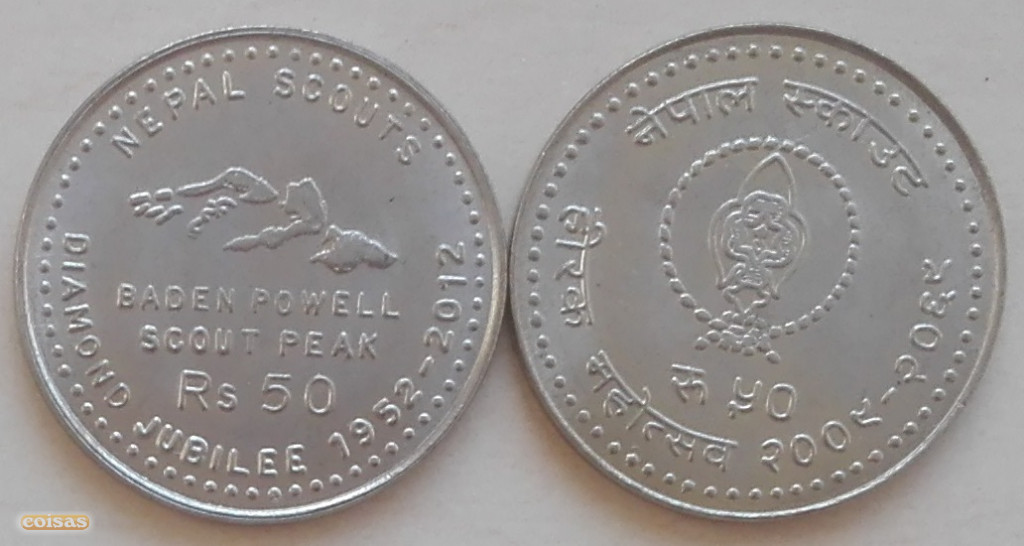 NEPAL SCOUTS
BADEN POWELL
SCOUT PEAK
Rs 50
DIAMOND JUBILEE 1952-2012
नेपाल स्काउट
रू ५०
हीरक महोत्सव २००९-२०६९
coisas